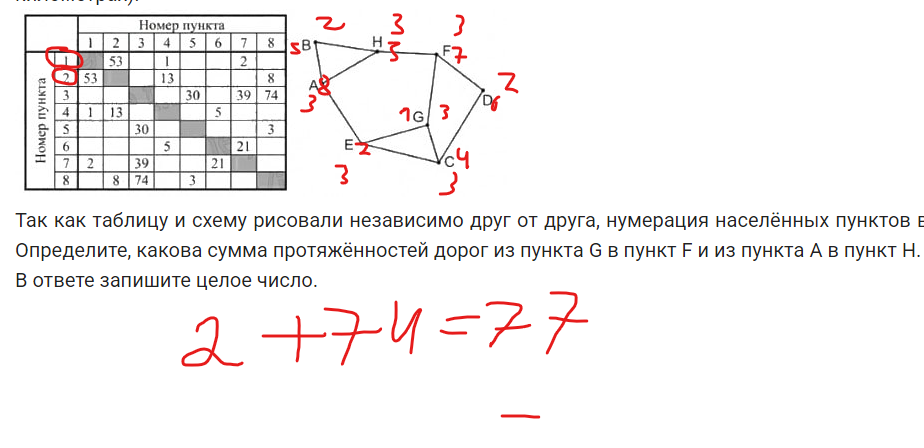 Номер пункта
1 2 3 4 5 6 7 8
Номер пункта
1 53 1 2
2 53 13 8
3 30 39 74
4 1 13 5
5 30 3
6 5 21
7 2 39 21
8 8 74 3
2 3 3
5 B H 3 F 7
A 8 D 6 2
3 1 G 3
E 2 C 4
3 3
Так как таблицу и схему рисовали независимо друг от друга, нумерация населённых пунктов в
Определите, какова сумма протяжённостей дорог из пункта G в пункт F и из пункта A в пункт H.
В ответе запишите целое число.
2 + 74 = 77